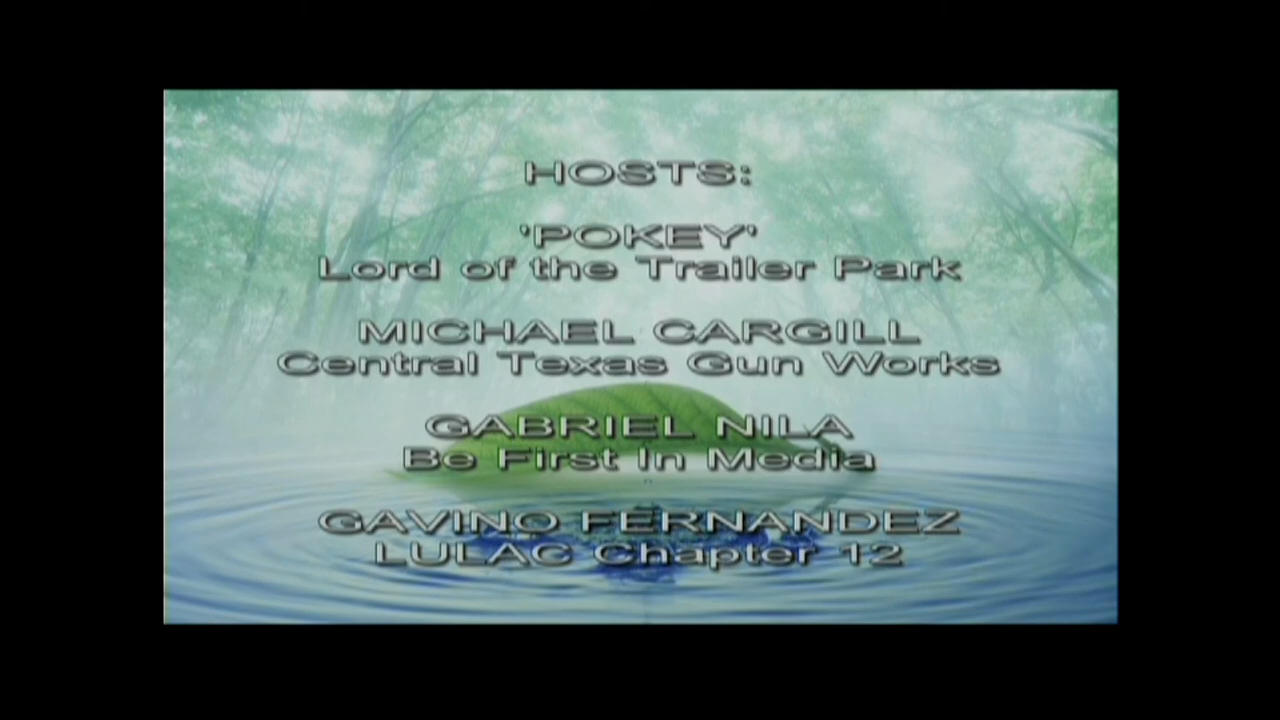 HOSTS:
'POKEY'
Lord of the Trailer Park
MICHAEL CARGILL
Central Texas Gun Works
GABRIEL NILA
Be First In Media
GAVINO FERNANDEZ
LULAC Chapter 12